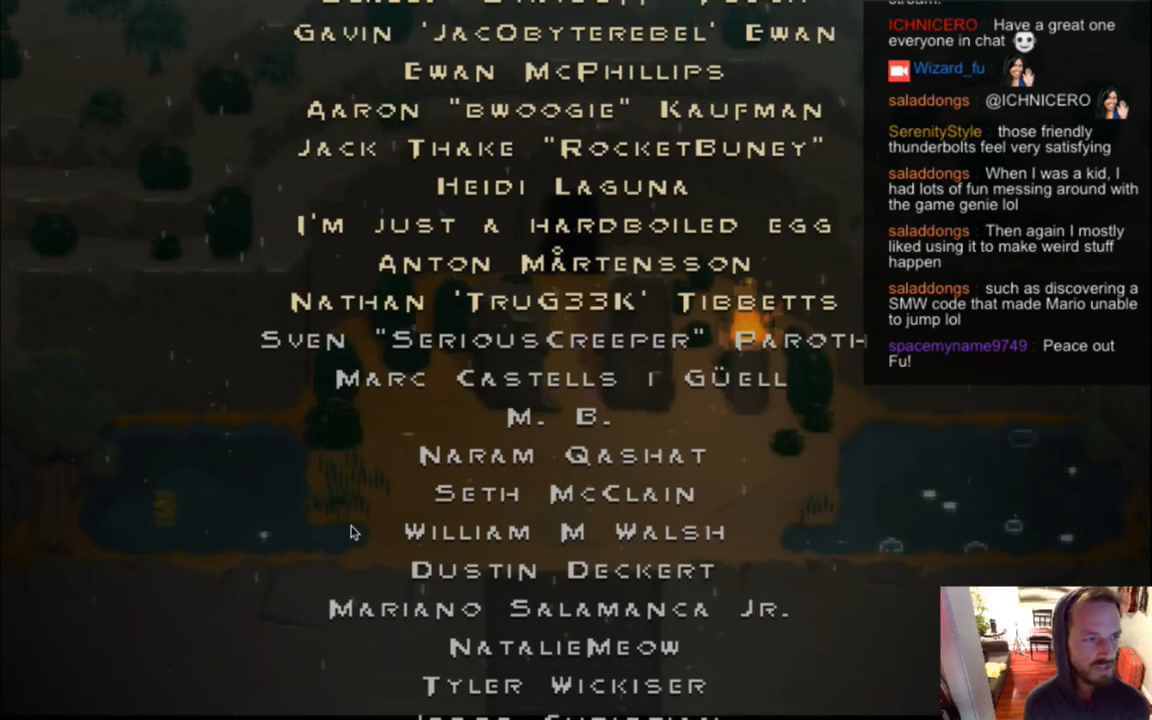 GAVIN 'JACOBYTEREBEL' EWAN
EWAN MCPHILLIPS
AARON "BWOOGIE" KAUFMAN
JACK THAKE "ROCKETBUNEY"
HEIDI LAGUNA
I'M JUST A HARDBOILED EGG
ANTON MÅRTENSSON
NATHAN 'TRUG33K' TIBBETTS
SVEN "SERIOUSCREEPER" PAROTH
MARC CASTELLS I GÜELL
M. B.
NARAM QASHAT
SETH MCCLAIN
WILLIAM M WALSH
DUSTIN DECKERT
MARIANO SALAMANCA JR.
NATALIEMEOW
TYLER WICKISER
stream!
ICHNICERO : Have a great one
everyone in chat
Wizard_fu :
saladdongs : @ICHNICERO
SerenityStyle : those friendly
thunderbolts feel very satisfying
saladdongs : When I was a kid, I
had lots of fun messing around with
the game genie lol
saladdongs : Then again I mostly
liked using it to make weird stuff
happen
saladdongs : such as discovering a
SMW code that made Mario unable
to jump lol
spacemyname9749 : Peace out
Fu!